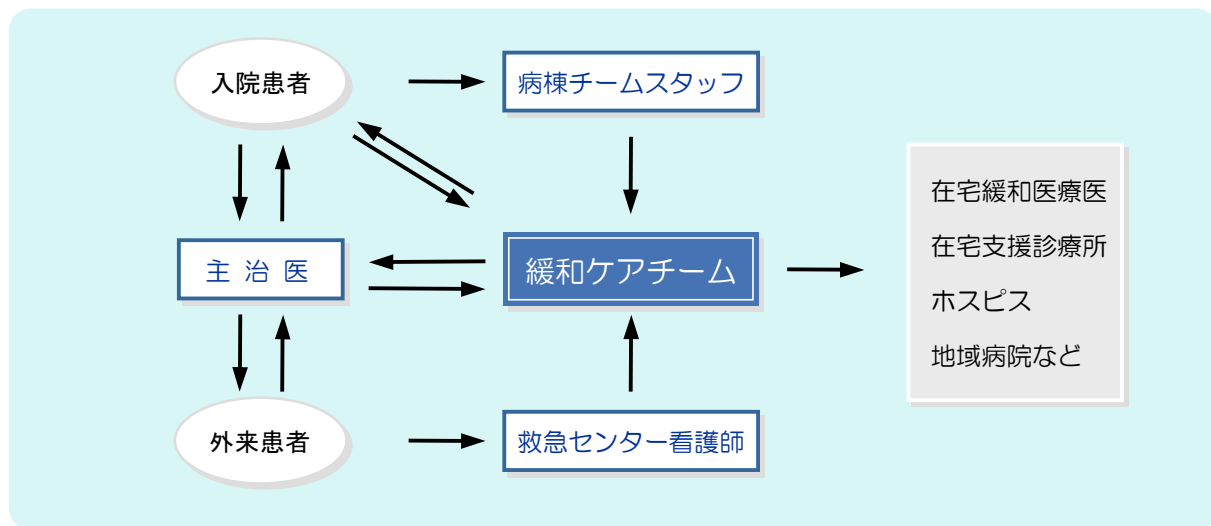 入院患者
病棟チームスタッフ
主治医
緩和ケアチーム
在宅緩和医療医
在宅支援診療所
ホスピス
地域病院など
外来患者
救急センター看護師